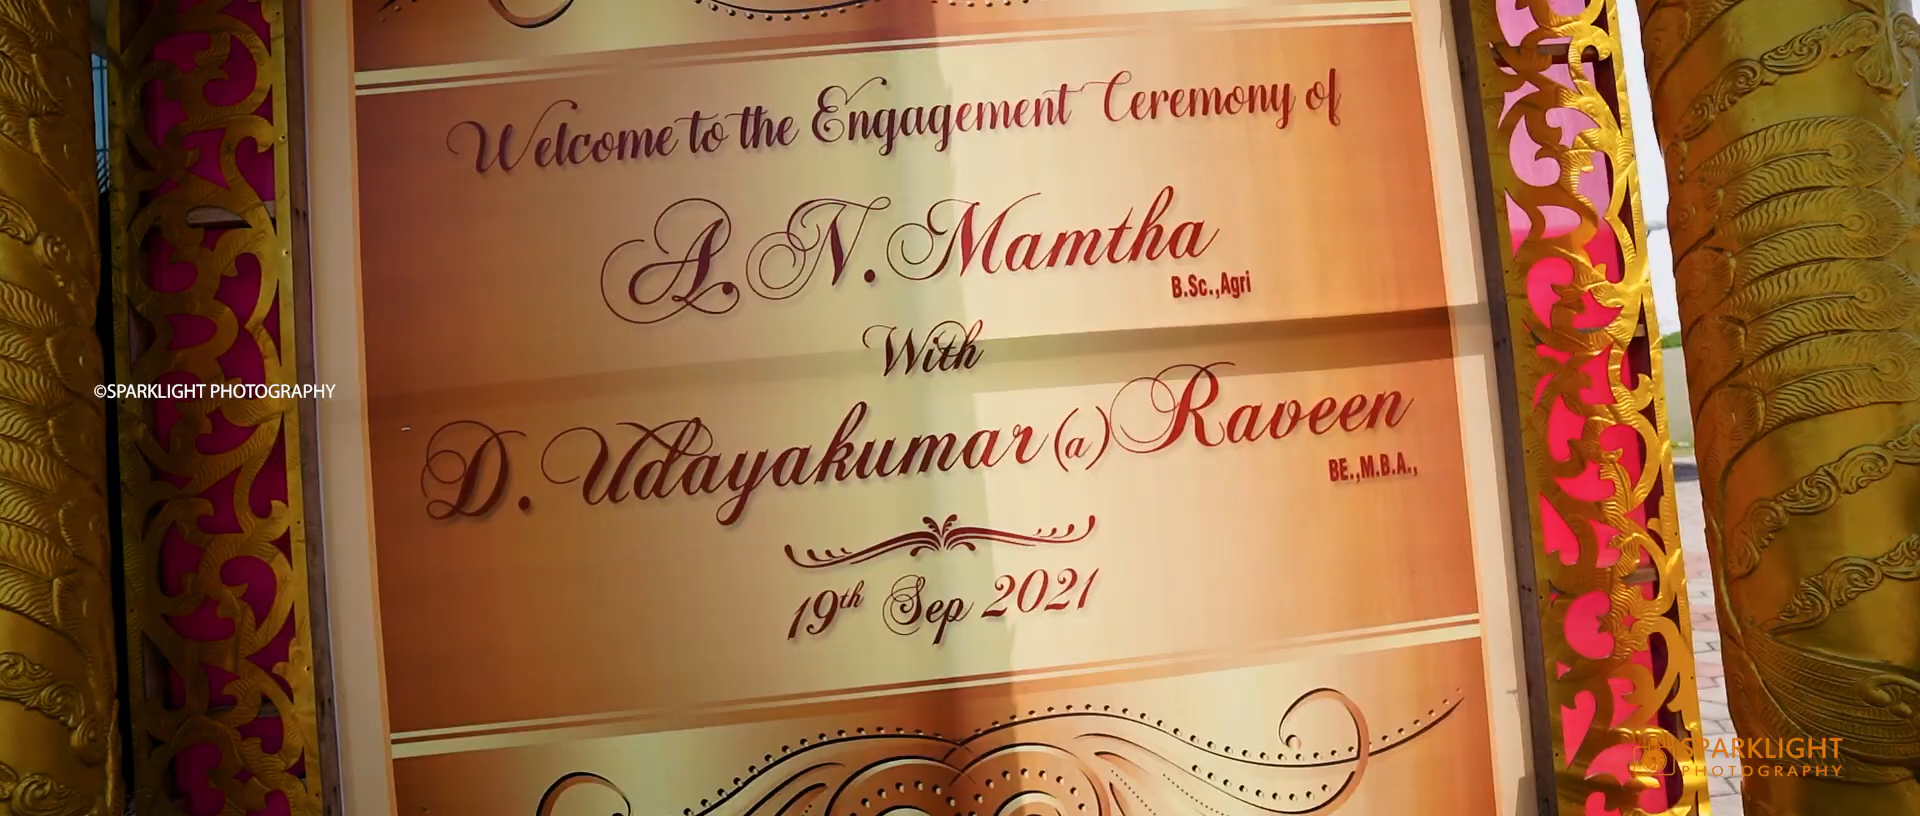 Welcome to the Engagement Ceremony of
A. N. Mamtha
B.Sc.,Agri
With
D. Udayakumar (a) Raveen
BE.,M.B.A.,
19th Sep 2021
©SPARKLIGHT PHOTOGRAPHY
SPARKLIGHT
PHOTOGRAPHY